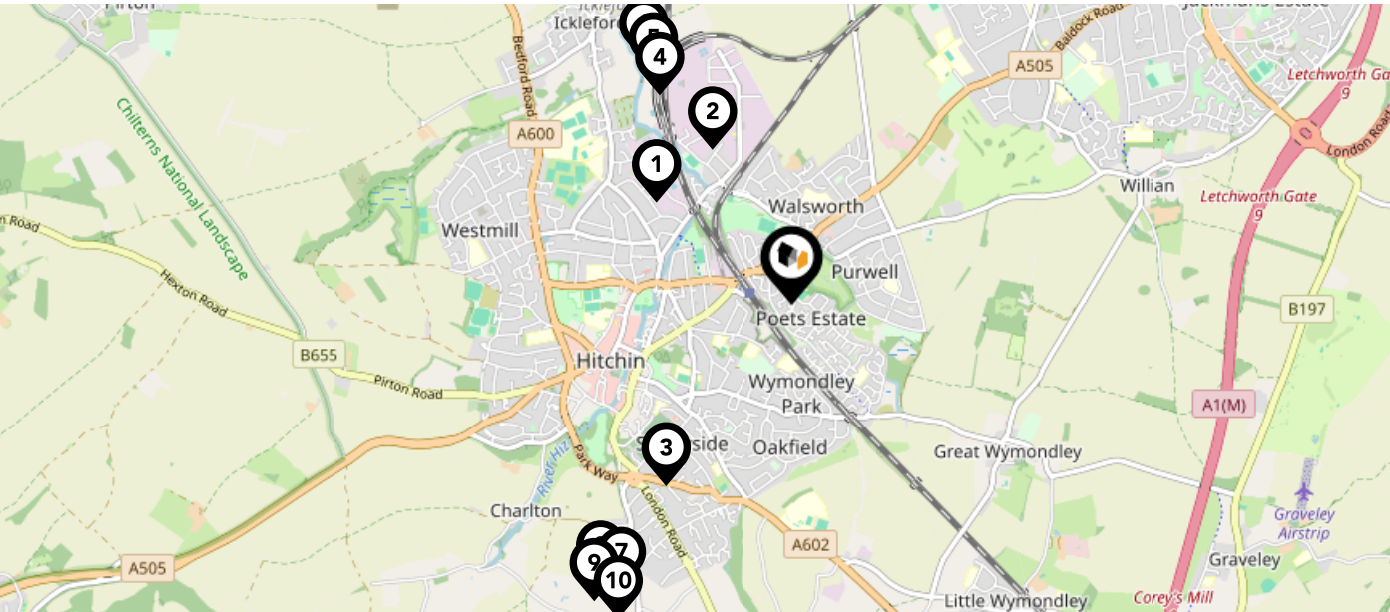 Pirton
Ickleford
Ickleford
Bedford Road
A600
Chilterns National Landscape
Westmill
Hexton Road
n Road
B655
Pirton Road
Hitchin
A505
Park Way
River Hiz
Charlton
London Road
4
2
1
3
7
9
10
Walsworth
Purwell
Poets Estate
Wymondley
Park
Oakfield
A602
Baldock Road
A505
Jackmans Estate
Letchworth Ga
9
London Road
Willian
Letchworth Gate
9
B197
A1(M)
Great Wymondley
Graveley
Airstrip
Graveley
Little Wymondley
Corey's Mill